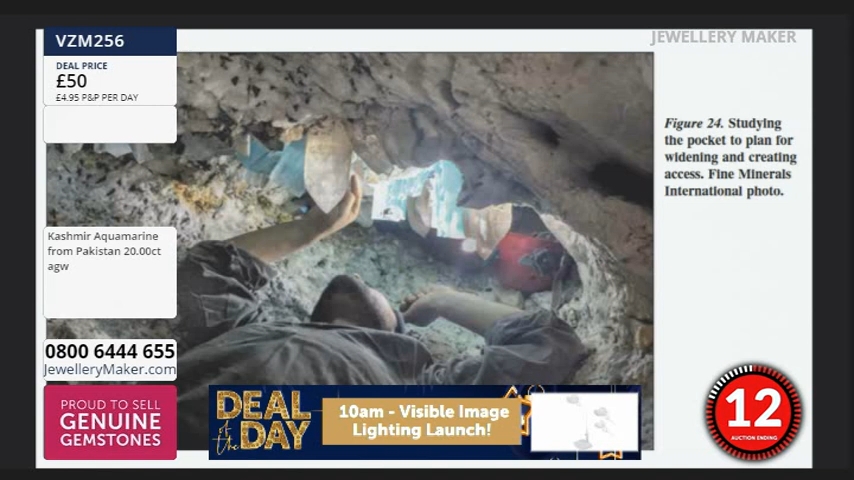 VZM256
DEAL PRICE
£50
£4.95 P&P PER DAY
Kashmir Aquamarine
from Pakistan 20.00ct
agw
0800 6444 655
JewelleryMaker.com
PROUD TO SELL
GENUINE
GEMSTONES
JEWELLERY MAKER
Figure 24. Studying
the pocket to plan for
widening and creating
access. Fine Minerals
International photo.
DEAL
of the
DAY
10am - Visible Image
Lighting Launch!
12
AUCTION ENDING